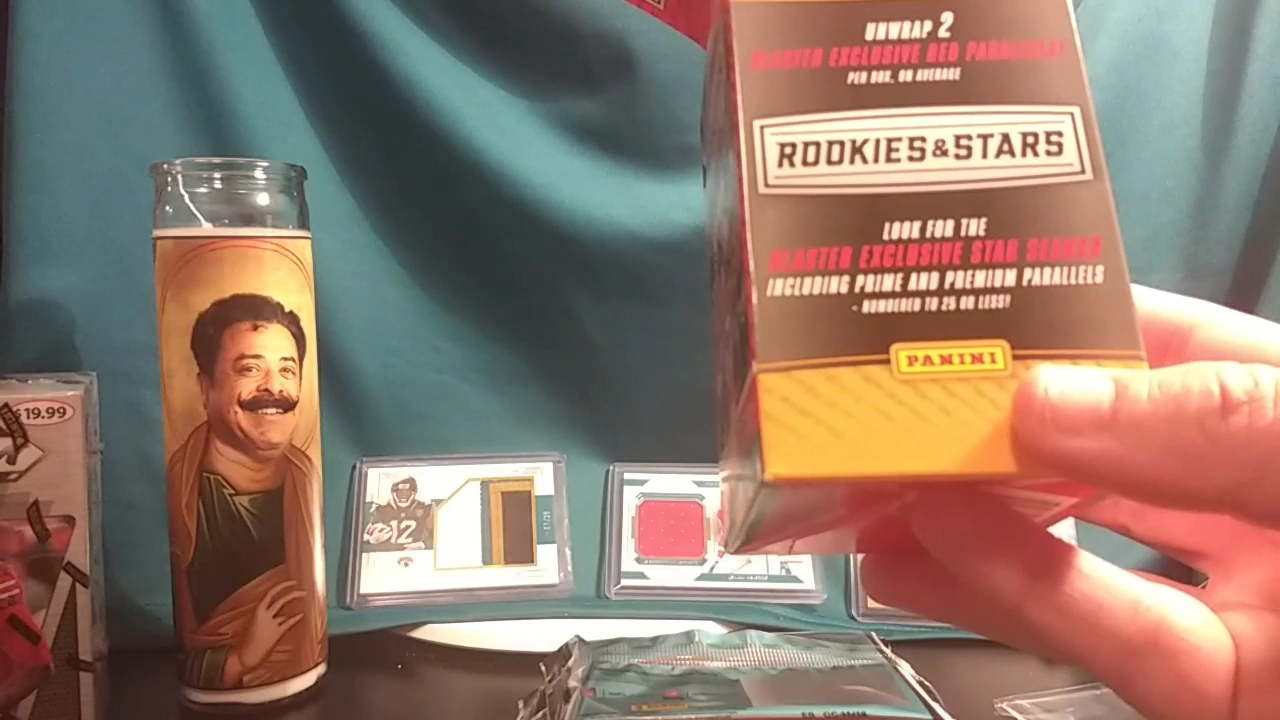 UNWRAP 2
BLASTER EXCLUSIVE RED PARALLELS!
PER BOX, ON AVERAGE
ROOKIES & STARS
LOOK FOR THE
BLASTER EXCLUSIVE STAR
INCLUDING PRIME AND PREMIUM PARALLELS
- NUMBERED TO 25 OR LESS!
PANINI
$19.99
12